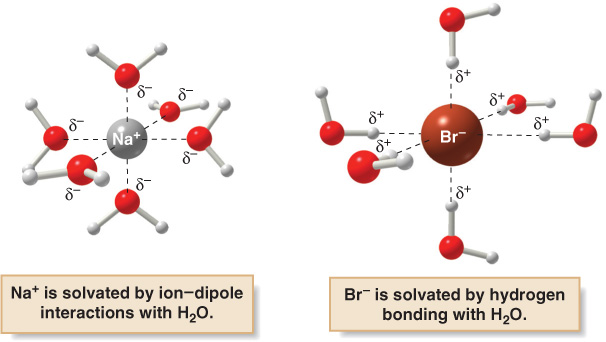 δ−
δ−
δ−
Na+
δ−
δ−
δ−
Na+ is solvated by ion–dipole
interactions with H2O.
δ+
δ+
δ+
Br−
δ+
δ+
δ+
Br− is solvated by hydrogen
bonding with H2O.